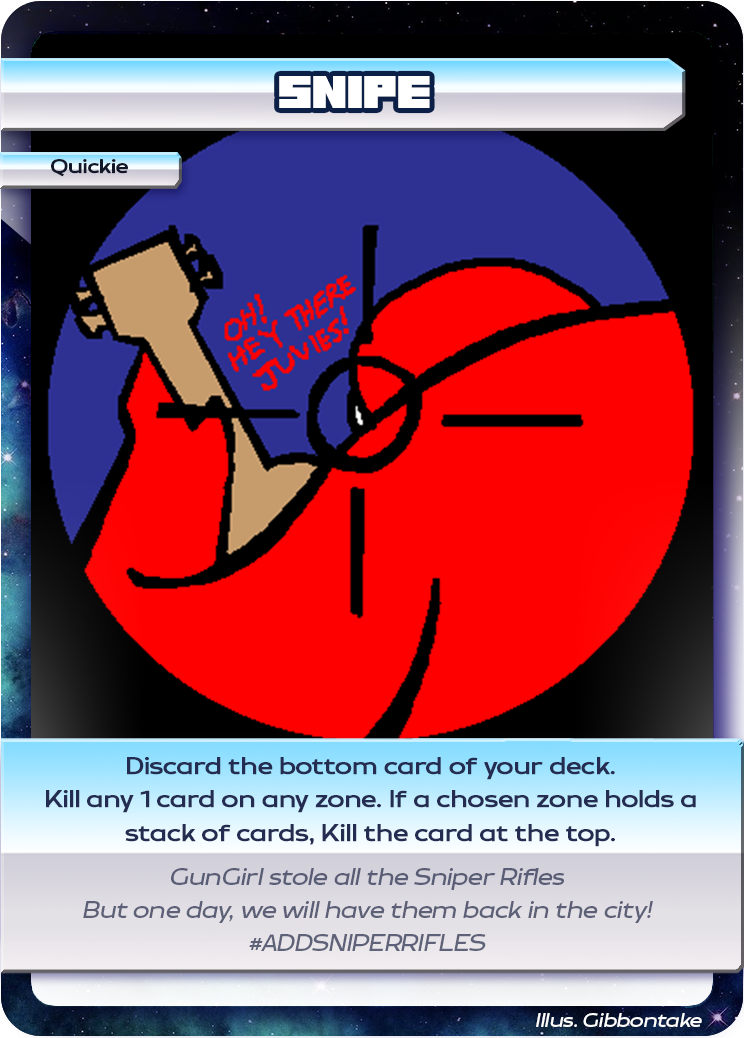 SNIPE
Quickie
OH!
HEY THERE
JUVIES!
Discard the bottom card of your deck.
Kill any 1 card on any zone. If a chosen zone holds a
stack of cards, Kill the card at the top.
GunGirl stole all the Sniper Rifles
But one day, we will have them back in the city!
#ADDSNIPERRIFLES
Illus. Gibbontake